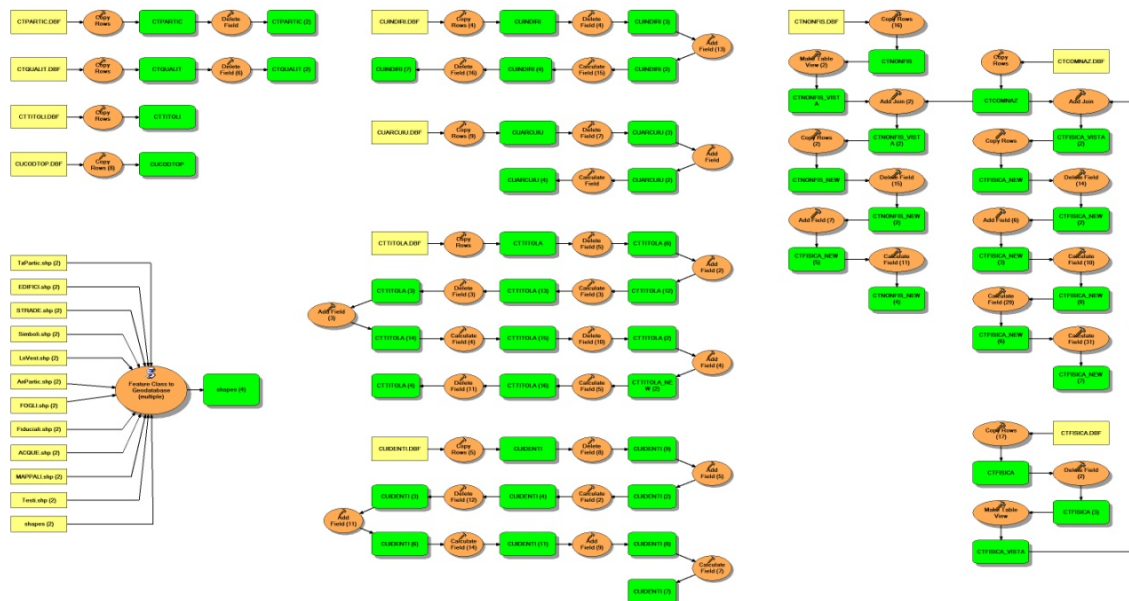 CTPARTIC.DBF
Copy
Rows
CTPARTIC
Delete
Field
CTPARTIC (2)
CTQUALIT.DBF
Copy
Rows
CTQUALIT
Delete
Field (6)
CTQUALIT (2)
CTTITOLI.DBF
Copy
Rows
CTTITOLI
CUCODTOP.DBF
Copy
Rows (8)
CUCODTOP
TaPartic.shp (2)
EDIFICI.shp (2)
STRADE.shp (2)
Simboli.shp (2)
LnVest.shp (2)
AnPartic.shp (2)
FOGLI.shp (2)
Fiduciali.shp (2)
ACQUE.shp (2)
MAPPALI.shp (2)
Testi.shp (2)
shapes (2)
Feature Class to
Geodatabase
(multiple)
shapes (4)
CUINDIRI.DBF
Copy
Rows (4)
CUINDIRI
Delete
Field (4)
CUINDIRI (3)
Add
Field (13)
CUINDIRI (7)
Delete
Field (16)
CUINDIRI (4)
Calculate
Field (15)
CUINDIRI (2)
CUARCUIU.DBF
Copy
Rows (9)
CUARCUIU
Delete
Field (7)
CUARCUIU (3)
Add
Field
CUARCUIU (4)
Calculate
Field
CUARCUIU (2)
CTTITOLA.DBF
Copy
Rows
CTTITOLA
Delete
Field (5)
CTTITOLA (6)
Add
Field (2)
CTTITOLA (3)
Delete
Field (3)
CTTITOLA (13)
Calculate
Field (3)
CTTITOLA (12)
Add Field
(3)
CTTITOLA (14)
Calculate
Field (4)
CTTITOLA (15)
Delete
Field (10)
CTTITOLA (2)
Add
Field (4)
CTTITOLA (4)
Delete
Field (11)
CTTITOLA (16)
Calculate
Field (5)
CTTITOLA_NE
W (2)
CUIDENTI.DBF
Copy
Rows (5)
CUIDENTI
Delete
Field (8)
CUIDENTI (5)
Add
Field (5)
CUIDENTI (3)
Delete
Field (12)
CUIDENTI (4)
Calculate
Field (2)
CUIDENTI (2)
Add
Field (11)
CUIDENTI (6)
Calculate
Field (14)
CUIDENTI (11)
Add
Field (9)
CUIDENTI (8)
Calculate
Field (7)
CUIDENTI (7)
CTNONFIS.DBF
Copy Rows
(16)
Make Table
View (2)
CTNONFIS
CTNONFIS_VIST
A
Add Join (2)
Copy Rows
(2)
CTNONFIS_VIST
A (2)
CTNONFIS_NEW
Delete Field
(15)
Add Field (7)
CTNONFIS_NEW
(2)
CTFISICA_NEW
(5)
Calculate
Field (11)
CTNONFIS_NEW
(4)
Copy
Rows
CTCOMNAZ.DBF
CTCOMNAZ
Add Join
Copy Rows
CTFISICA_VISTA
(2)
CTFISICA_NEW
Delete Field
(14)
Add Field (6)
CTFISICA_NEW
(2)
CTFISICA_NEW
(3)
Calculate
Field (10)
Calculate
Field (29)
CTFISICA_NEW
(8)
CTFISICA_NEW
(6)
Calculate
Field (31)
CTFISICA_NEW
(7)
Copy Rows
(17)
CTFISICA.DBF
CTFISICA
Delete Field
(2)
Make Table
View
CTFISICA (3)
CTFISICA_VISTA